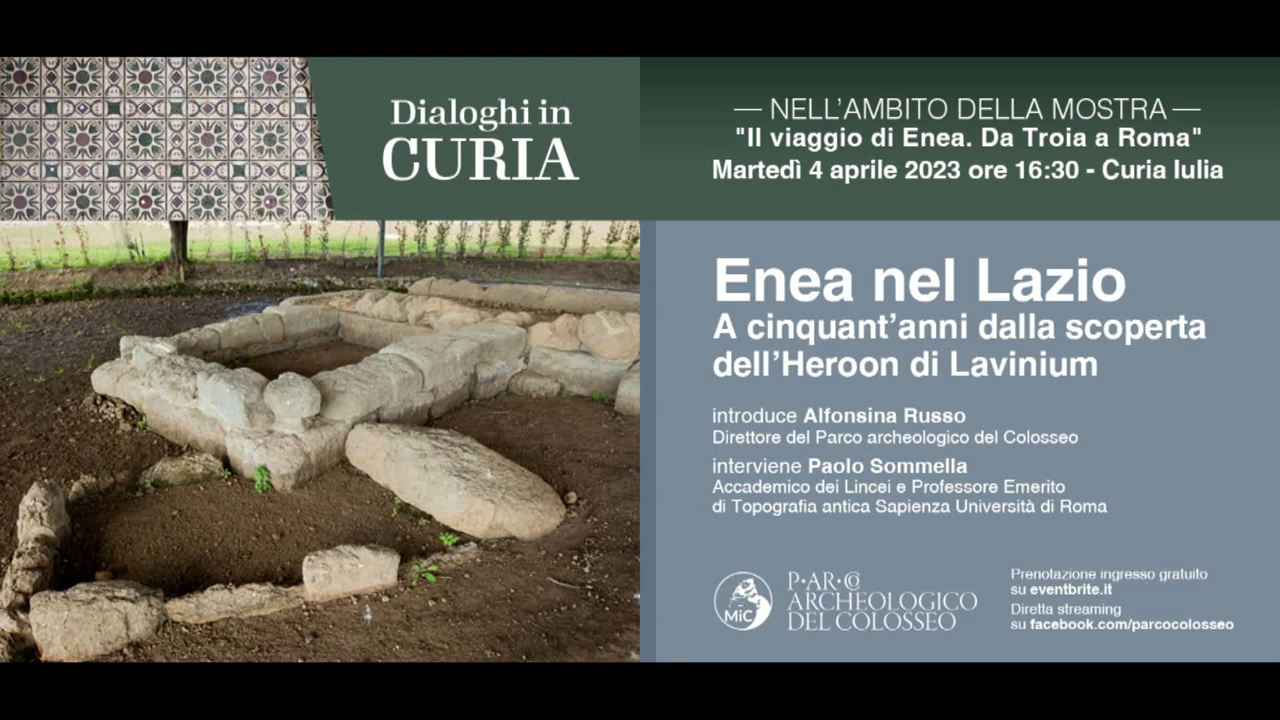 Dialoghi in
CURIA
— NELL'AMBITO DELLA MOSTRA —
"Il viaggio di Enea. Da Troia a Roma"
Martedì 4 aprile 2023 ore 16:30 - Curia Iulia
Enea nel Lazio
A cinquant'anni dalla scoperta
dell'Heroon di Lavinium
introduce Alfonsina Russo
Direttore del Parco archeologico del Colosseo
interviene Paolo Sommella
Accademico dei Lincei e Professore Emerito
di Topografia antica Sapienza Università di Roma
MiC
P·AR·CO
ARCHEOLOGICO
DEL COLOSSEO
Prenotazione ingresso gratuito
su eventbrite.it
Diretta streaming
su facebook.com/parcocolosseo